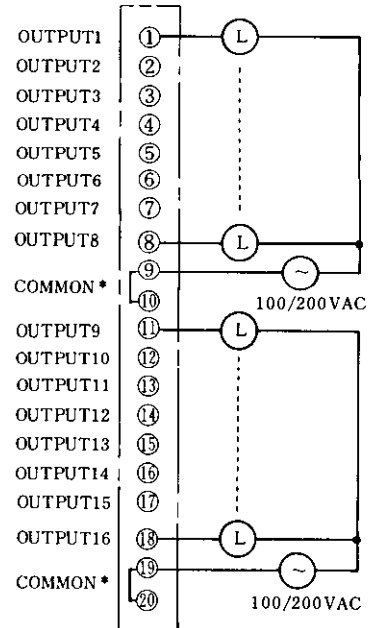 OUTPUT1 ① L
OUTPUT2 ②
OUTPUT3 ③
OUTPUT4 ④
OUTPUT5 ⑤
OUTPUT6 ⑥
OUTPUT7 ⑦
OUTPUT8 ⑧ L
⑨ ~
COMMON *
⑩ 100/200VAC
OUTPUT9 ⑪ L
OUTPUT10 ⑫
OUTPUT11 ⑬
OUTPUT12 ⑭
OUTPUT13 ⑮
OUTPUT14 ⑯
OUTPUT15 ⑰
OUTPUT16 ⑱ L
⑲ ~
COMMON *
⑳ 100/200VAC